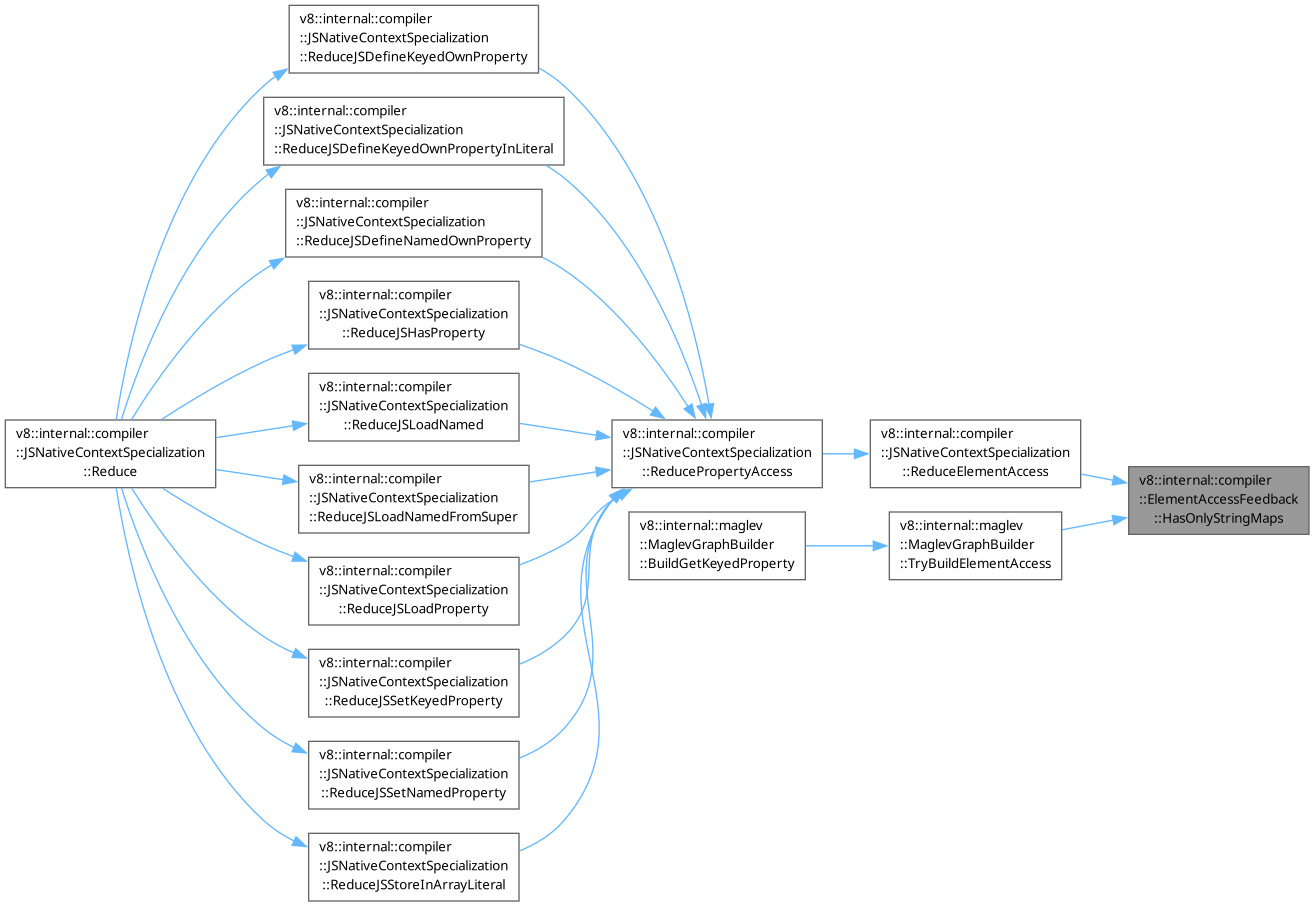 v8::internal::compiler
::JSNativeContextSpecialization
::ReduceJSDefineKeyedOwnProperty
v8::internal::compiler
::JSNativeContextSpecialization
::ReduceJSDefineKeyedOwnPropertyInLiteral
v8::internal::compiler
::JSNativeContextSpecialization
::ReduceJSDefineNamedOwnProperty
v8::internal::compiler
::JSNativeContextSpecialization
::ReduceJSHasProperty
v8::internal::compiler
::JSNativeContextSpecialization
::ReduceJSLoadNamed
v8::internal::compiler
::JSNativeContextSpecialization
::Reduce
v8::internal::compiler
::JSNativeContextSpecialization
::ReducePropertyAccess
v8::internal::compiler
::JSNativeContextSpecialization
::ReduceElementAccess
v8::internal::compiler
::ElementAccessFeedback
::HasOnlyStringMaps
v8::internal::compiler
::JSNativeContextSpecialization
::ReduceJSLoadNamedFromSuper
v8::internal::maglev
::MaglevGraphBuilder
::BuildGetKeyedProperty
v8::internal::maglev
::MaglevGraphBuilder
::TryBuildElementAccess
v8::internal::compiler
::JSNativeContextSpecialization
::ReduceJSLoadProperty
v8::internal::compiler
::JSNativeContextSpecialization
::ReduceJSSetKeyedProperty
v8::internal::compiler
::JSNativeContextSpecialization
::ReduceJSSetNamedProperty
v8::internal::compiler
::JSNativeContextSpecialization
::ReduceJSStoreInArrayLiteral